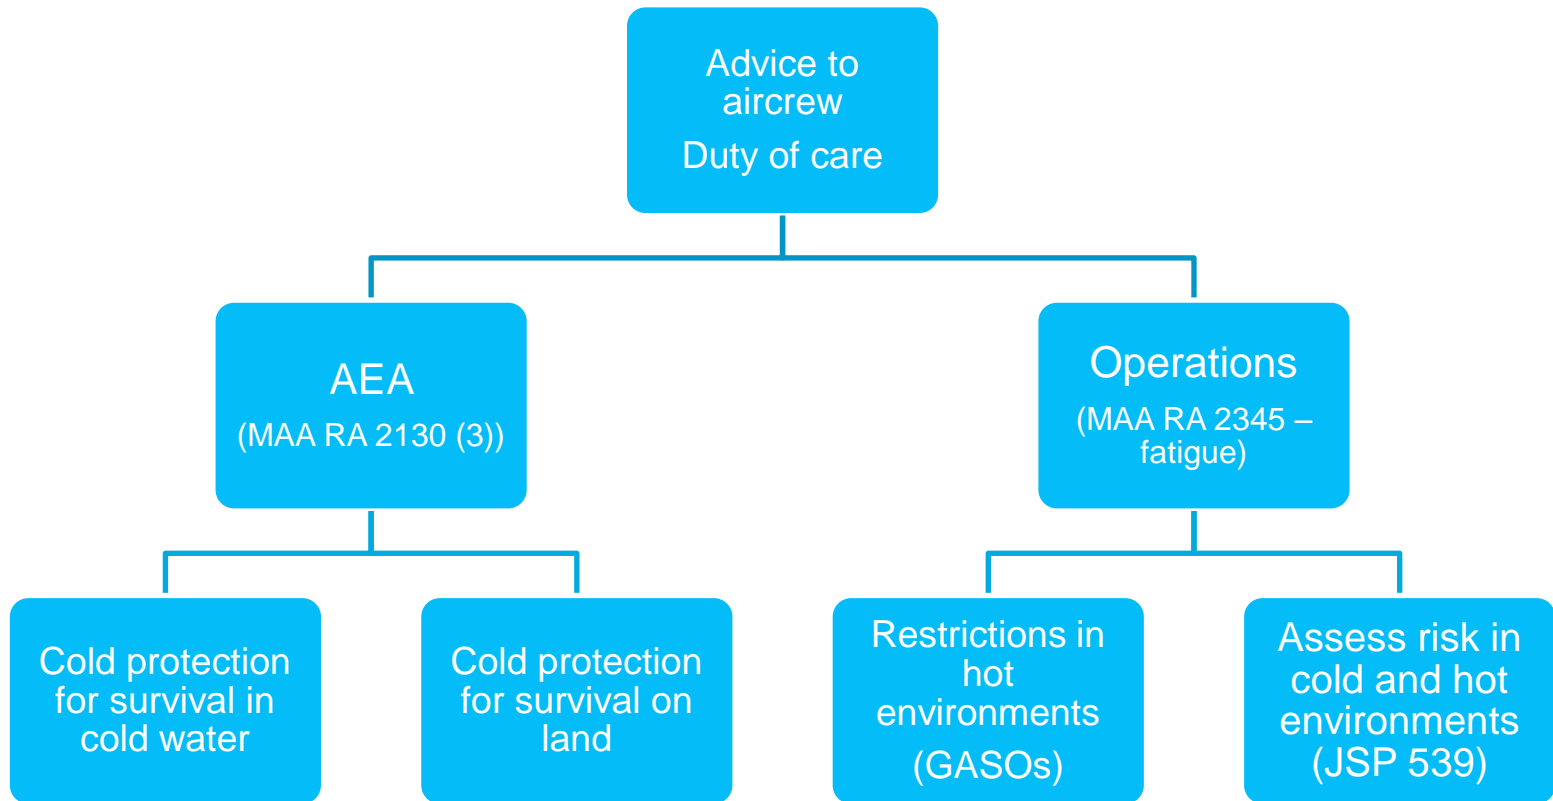 Advice to
aircrew
Duty of care
AEA
(MAA RA 2130 (3))
Operations
(MAA RA 2345 –
fatigue)
Cold protection
for survival in
cold water
Cold protection
for survival on
land
Restrictions in
hot
environments
(GASOs)
Assess risk in
cold and hot
environments
(JSP 539)